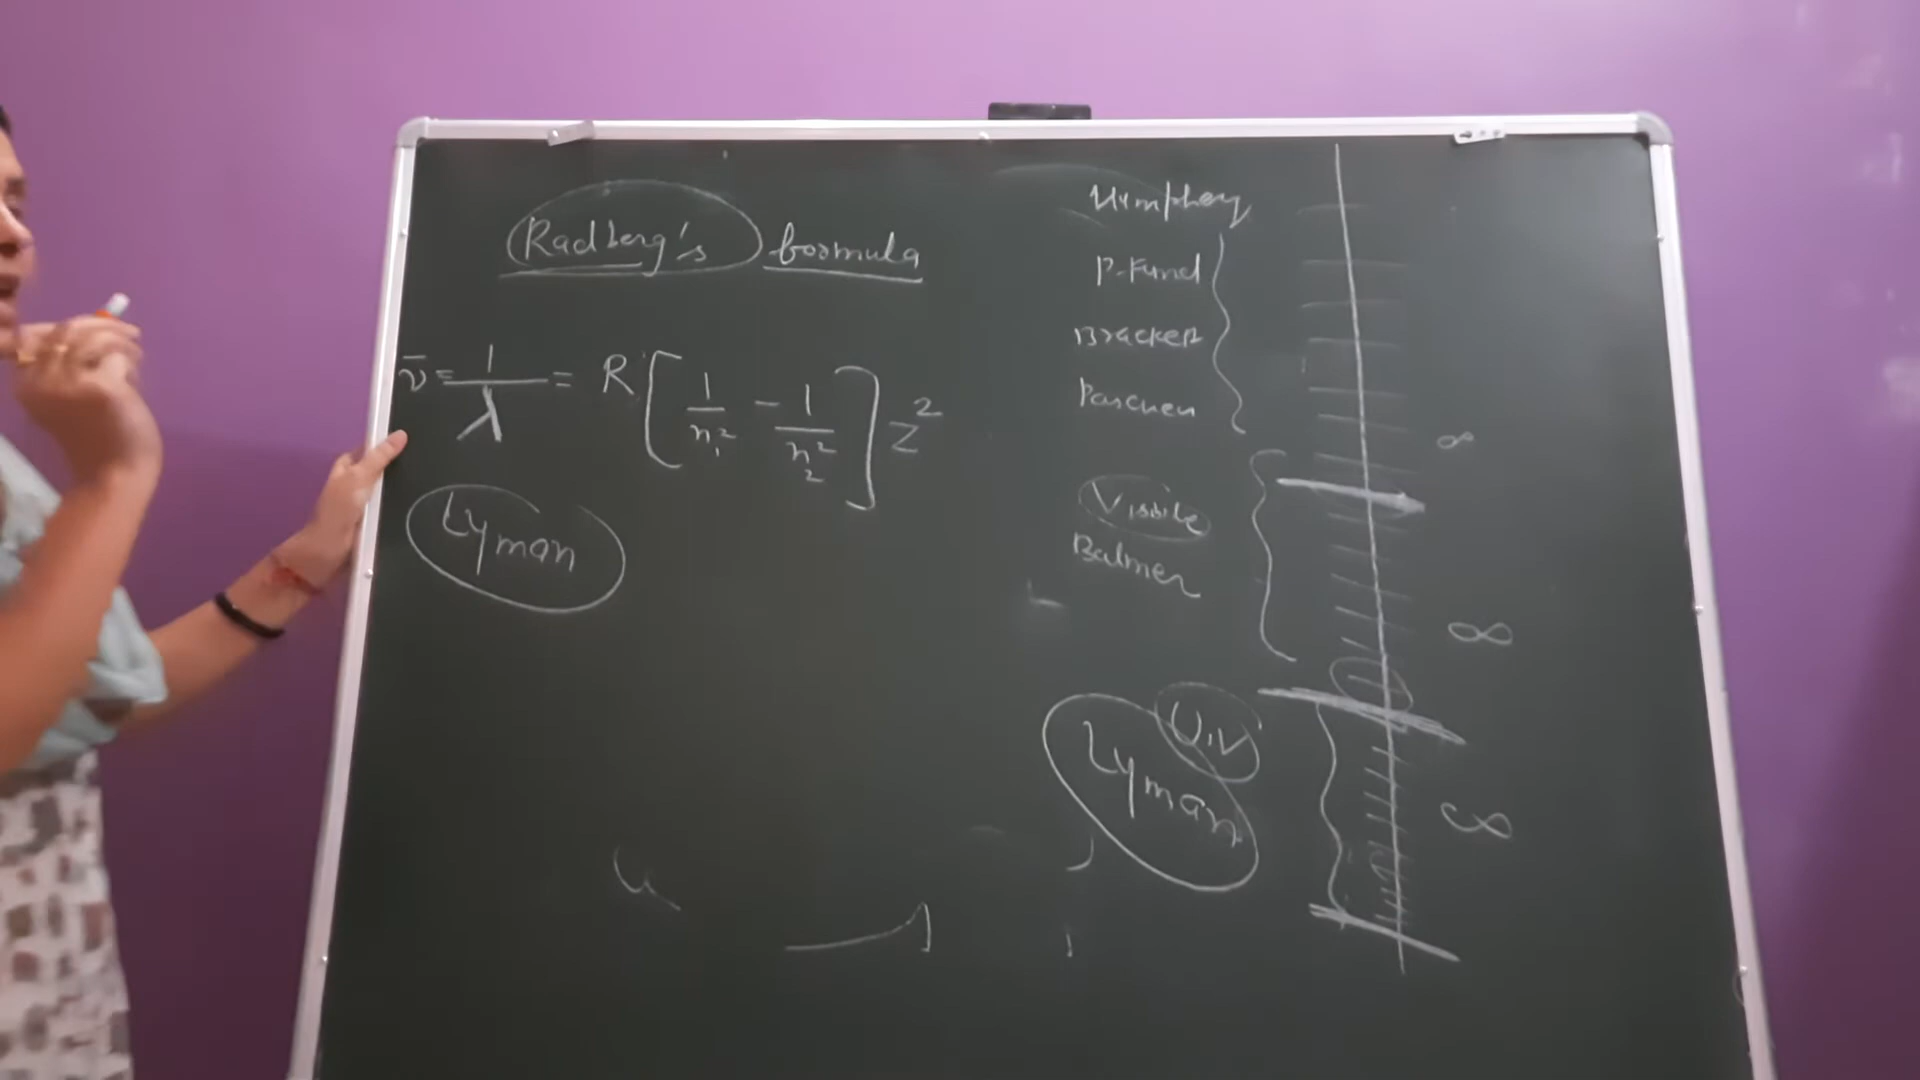 Radberg's formula
ν̄ = 1/λ = R [ 1/n₁² − 1/n₂² ] Z²
Lyman
Humphery
P-Fund
Bracket
Paschen
∞
Visible
Balmer
∞
U.V
Lyman
∞